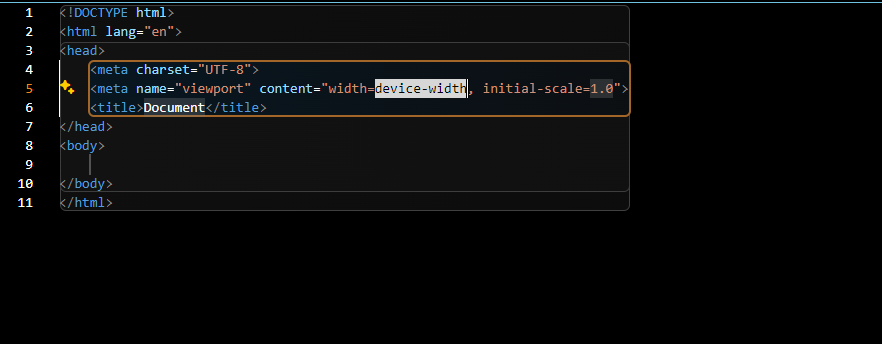 1 <!DOCTYPE html>
2 <html lang="en">
3 <head>
4     <meta charset="UTF-8">
5     <meta name="viewport" content="width=device-width, initial-scale=1.0">
6     <title>Document</title>
7 </head>
8 <body>
9
10 </body>
11 </html>